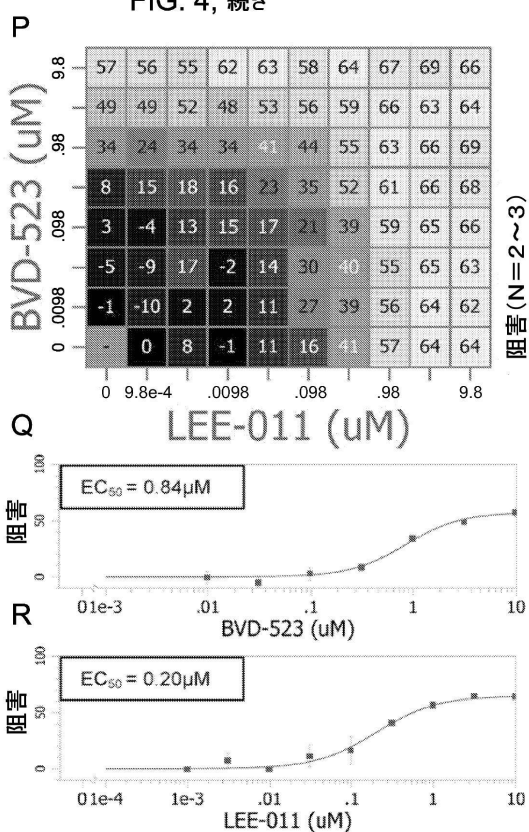 FIG. 4, 続き
P
BVD-523 (uM)
9.8 57 56 55 62 63 58 64 67 69 66
49 49 52 48 53 56 59 66 63 64
.98 34 24 34 34 41 44 55 63 66 69
8 15 18 16 23 35 52 61 66 68
.098 3 -4 13 15 17 21 39 59 65 66
-5 -9 17 -2 14 30 40 55 65 63
.0098 -1 -10 2 2 11 27 39 56 64 62
0 - 0 8 -1 11 16 41 57 64 64
0 9.8e-4 .0098 .098 .98 9.8
LEE-011 (uM)
阻害 (N=2~3)
Q
阻害
100
50
0
EC50 = 0.84µM
01e-3 .01 .1 1 10
BVD-523 (uM)
R
阻害
100
50
0
EC50 = 0.20µM
01e-4 1e-3 .01 .1 1 10
LEE-011 (uM)